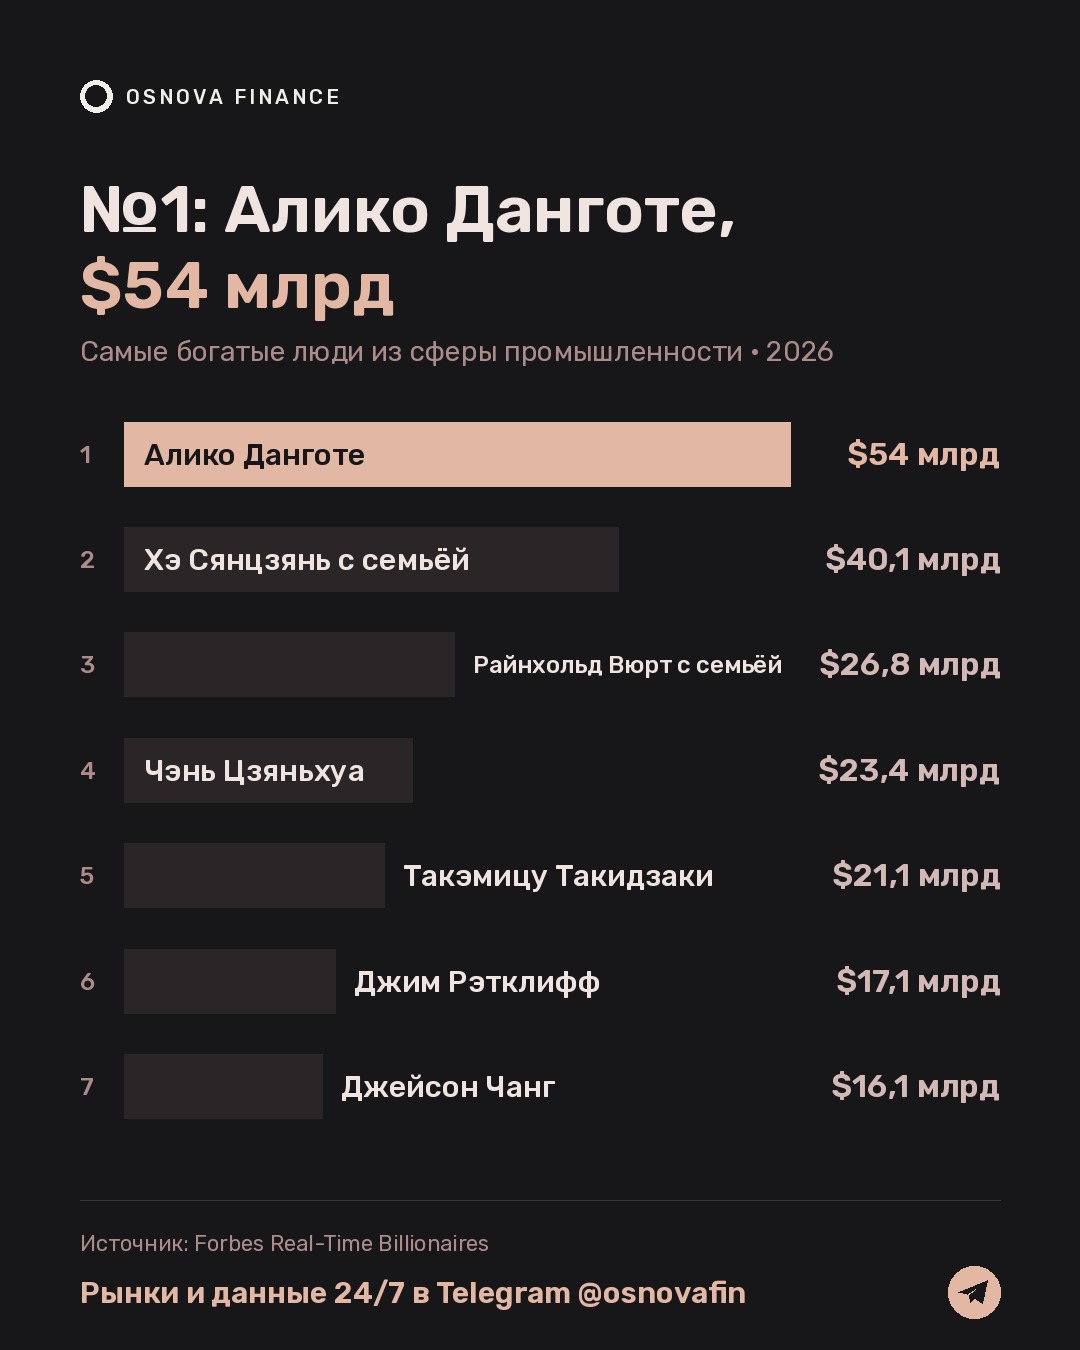 OSNOVA FINANCE
№1: Алико Данготе,
$54 млрд
Самые богатые люди из сферы промышленности • 2026
1 Алико Данготе $54 млрд
2 Хэ Сянцзянь с семьёй $40,1 млрд
3 Райнхольд Вюрт с семьёй $26,8 млрд
4 Чэнь Цзяньхуа $23,4 млрд
5 Такэмицу Такидзаки $21,1 млрд
6 Джим Рэтклифф $17,1 млрд
7 Джейсон Чанг $16,1 млрд
Источник: Forbes Real-Time Billionaires
Рынки и данные 24/7 в Telegram @osnovafin